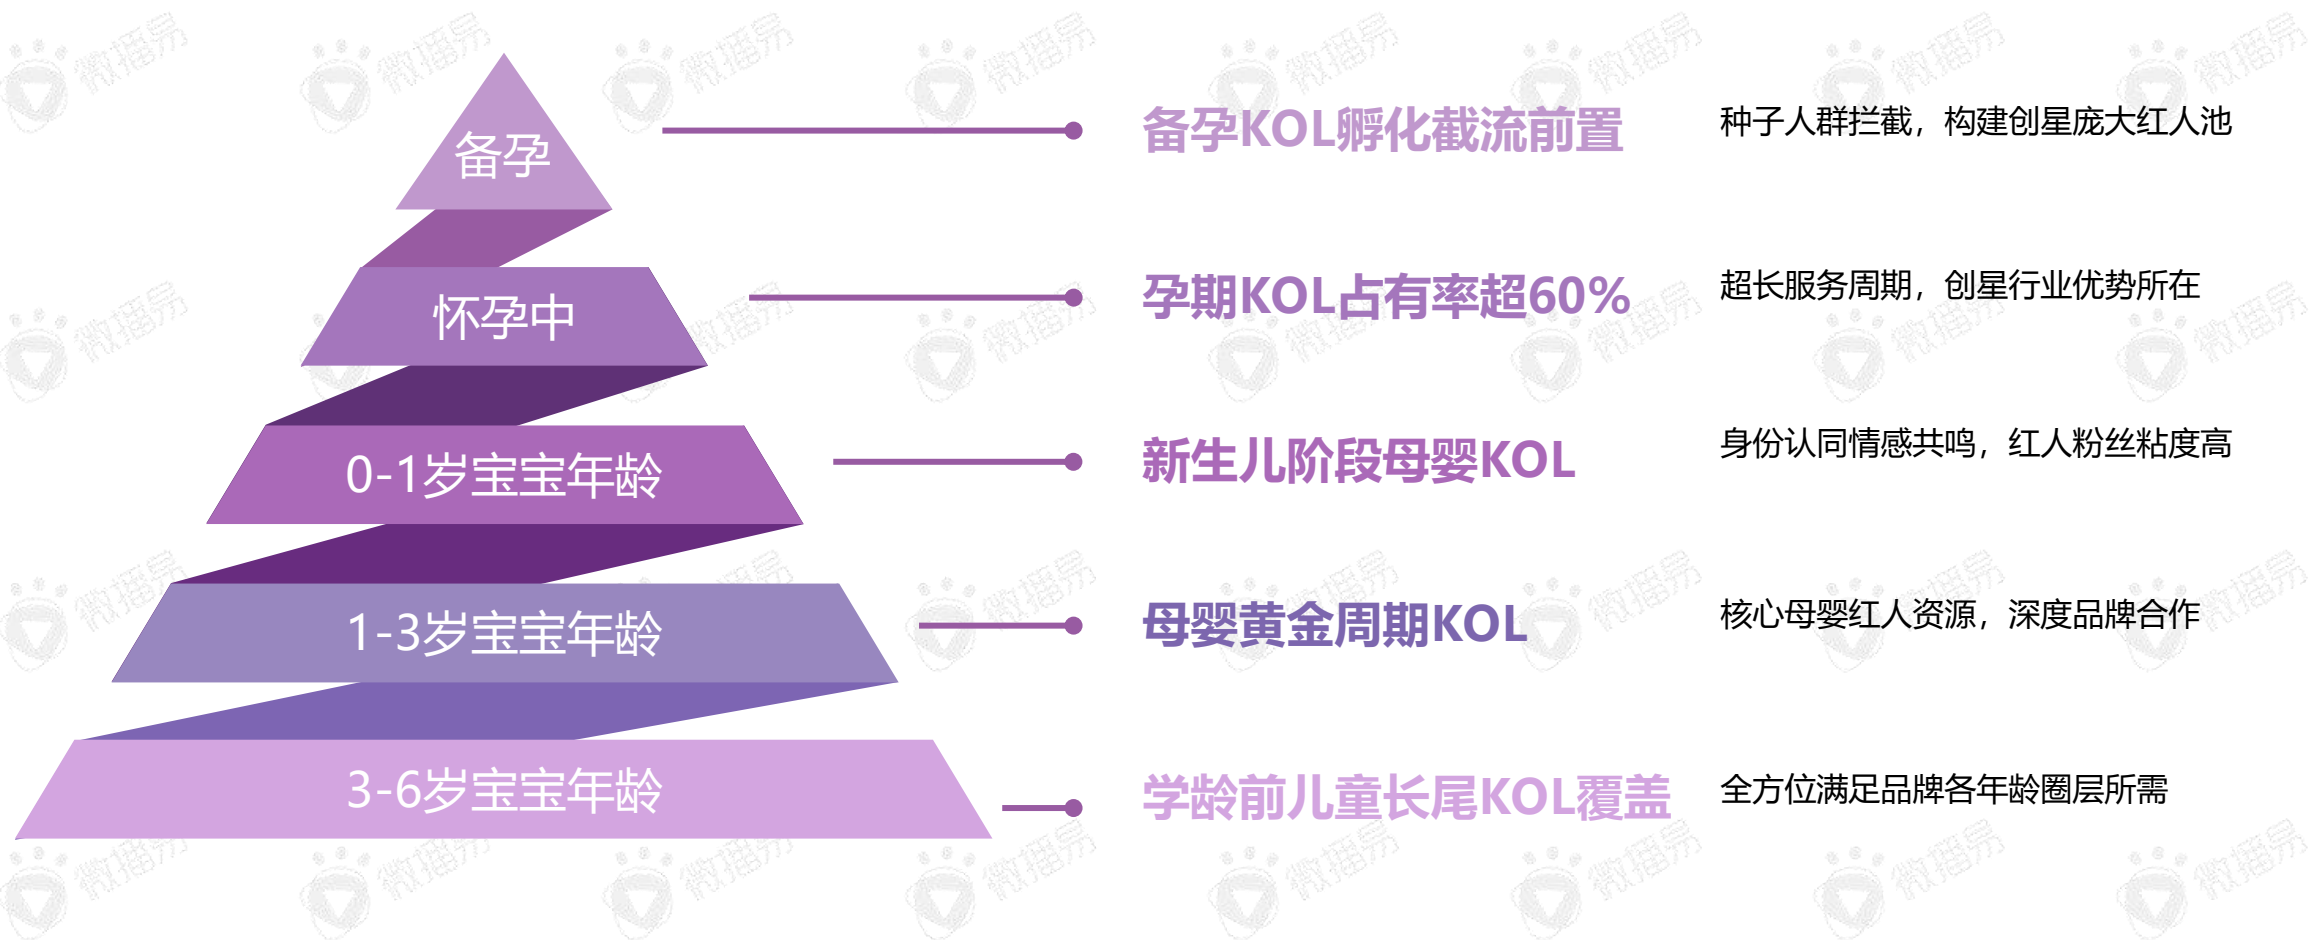 备孕
备孕KOL孵化截流前置
种子人群拦截，构建创星庞大红人池
怀孕中
孕期KOL占有率超60%
超长服务周期，创星行业优势所在
0-1岁宝宝年龄
新生儿阶段母婴KOL
身份认同情感共鸣，红人粉丝粘度高
1-3岁宝宝年龄
母婴黄金周期KOL
核心母婴红人资源，深度品牌合作
3-6岁宝宝年龄
学龄前儿童长尾KOL覆盖
全方位满足品牌各年龄圈层所需
微播易